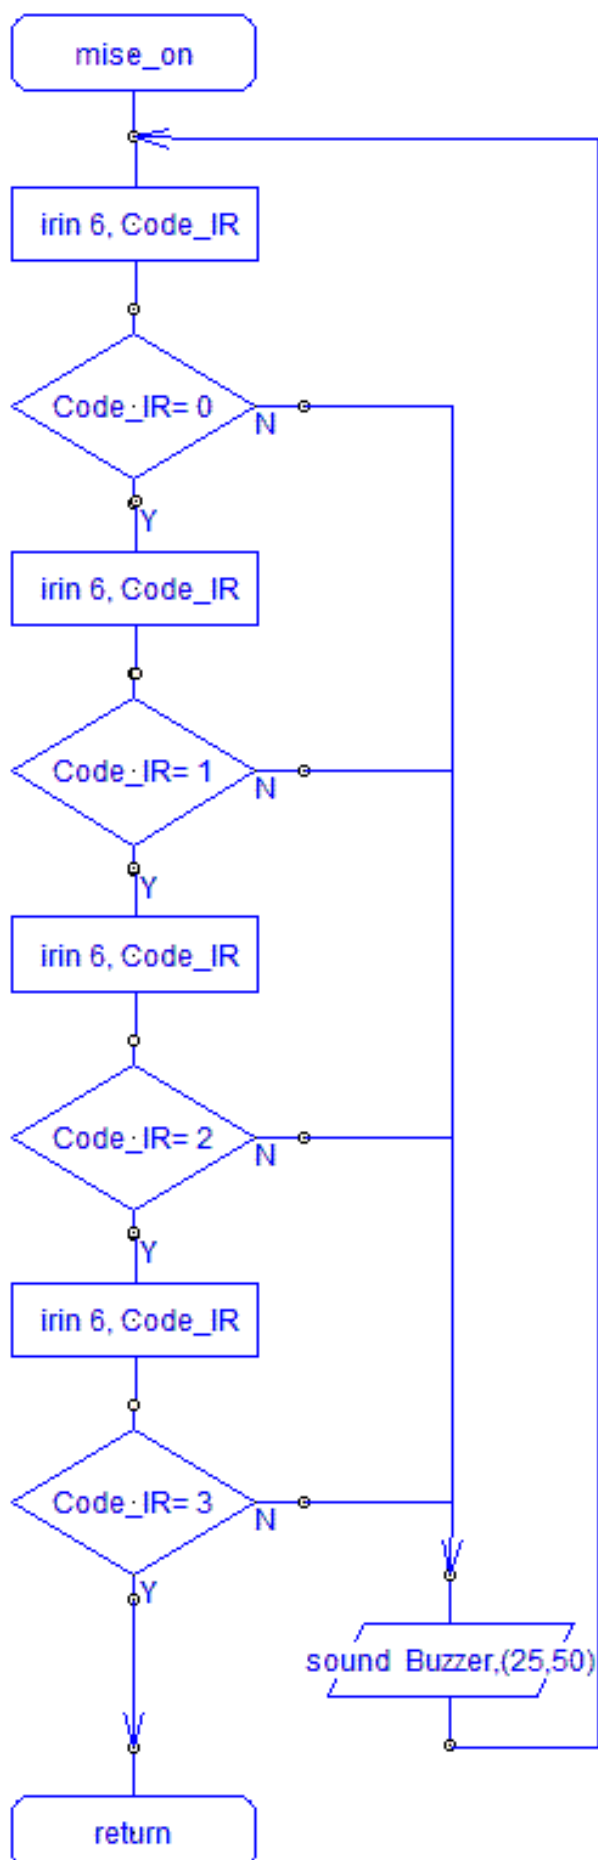 mise_on
irin 6, Code_IR
Code_IR= 0
N
Y
irin 6, Code_IR
Code_IR= 1
N
Y
irin 6, Code_IR
Code_IR= 2
N
Y
irin 6, Code_IR
Code_IR= 3
N
Y
sound Buzzer,(25,50)
return